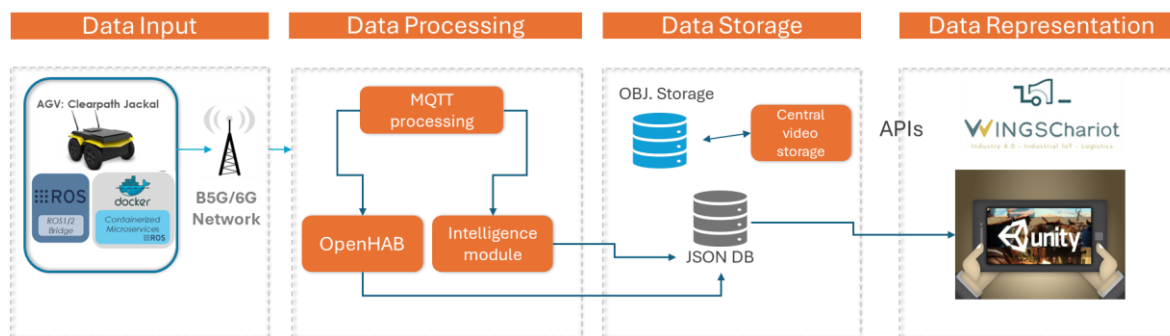 Data Input
Data Processing
Data Storage
Data Representation
AGV: Clearpath Jackal
ROS
ROS1/2
Bridge
docker
Containerized
Microservices
ROS
B5G/6G
Network
MQTT
processing
OpenHAB
Intelligence
module
OBJ. Storage
Central
video
storage
JSON DB
APIs
WINGSChariot
Industry 4.0 - Industrial IoT - Logistics
unity